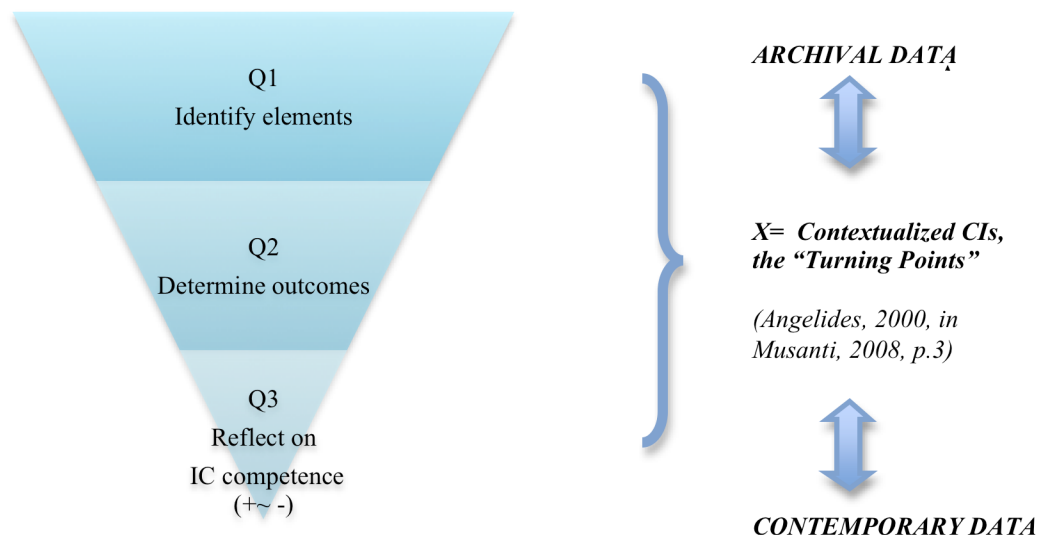 Q1
Identify elements
Q2
Determine outcomes
Q3
Reflect on
IC competence
(+~ -)
ARCHIVAL DATA
X=  Contextualized CIs,
the “Turning Points”
(Angelides, 2000, in
Musanti, 2008, p.3)
CONTEMPORARY DATA